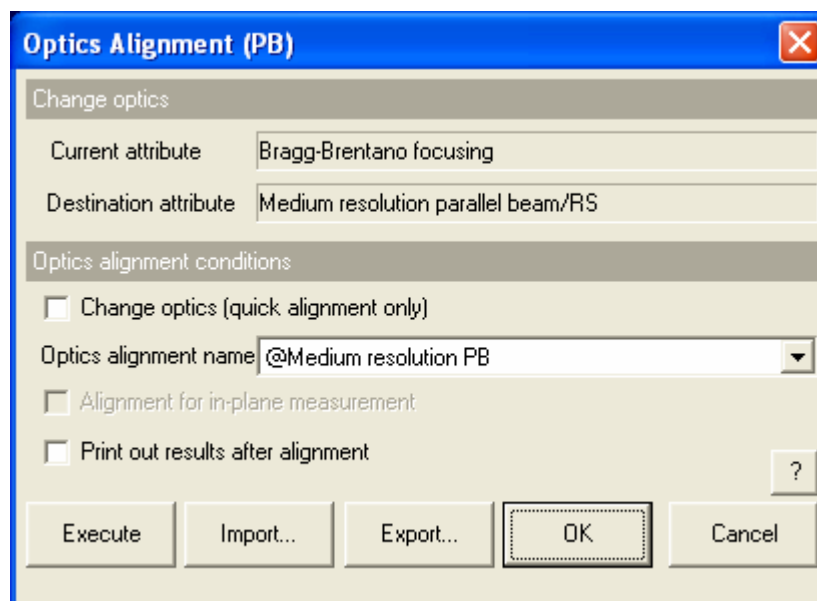 Optics Alignment (PB)
Change optics
Current attribute Bragg-Brentano focusing
Destination attribute Medium resolution parallel beam/RS
Optics alignment conditions
Change optics (quick alignment only)
Optics alignment name @Medium resolution PB
Alignment for in-plane measurement
Print out results after alignment
?
Execute Import... Export... OK Cancel